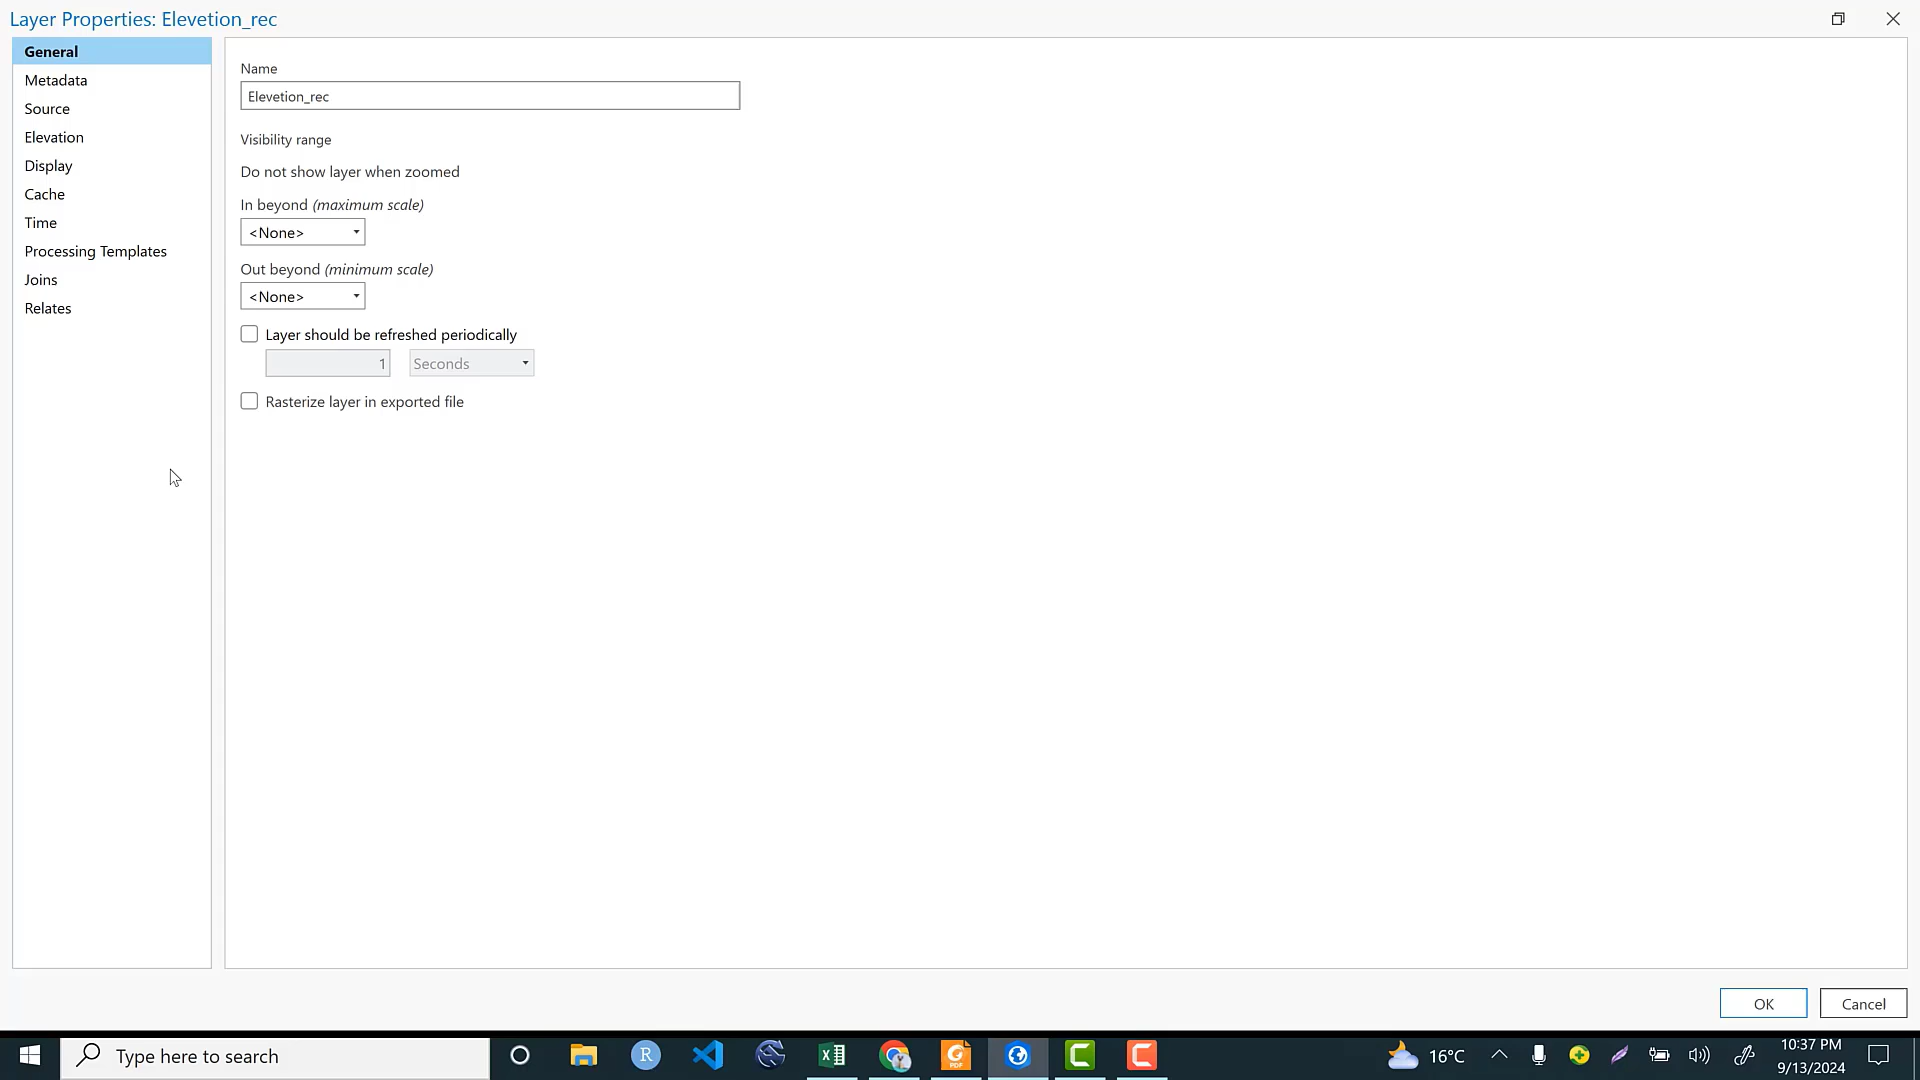 Layer Properties: Elevetion_rec
General
Metadata
Source
Elevation
Display
Cache
Time
Processing Templates
Joins
Relates
Name
Elevetion_rec
Visibility range
Do not show layer when zoomed
In beyond (maximum scale)
<None>
Out beyond (minimum scale)
<None>
Layer should be refreshed periodically
1 Seconds
Rasterize layer in exported file
OK Cancel
Type here to search
R
PDF
16°C
10:37 PM
9/13/2024